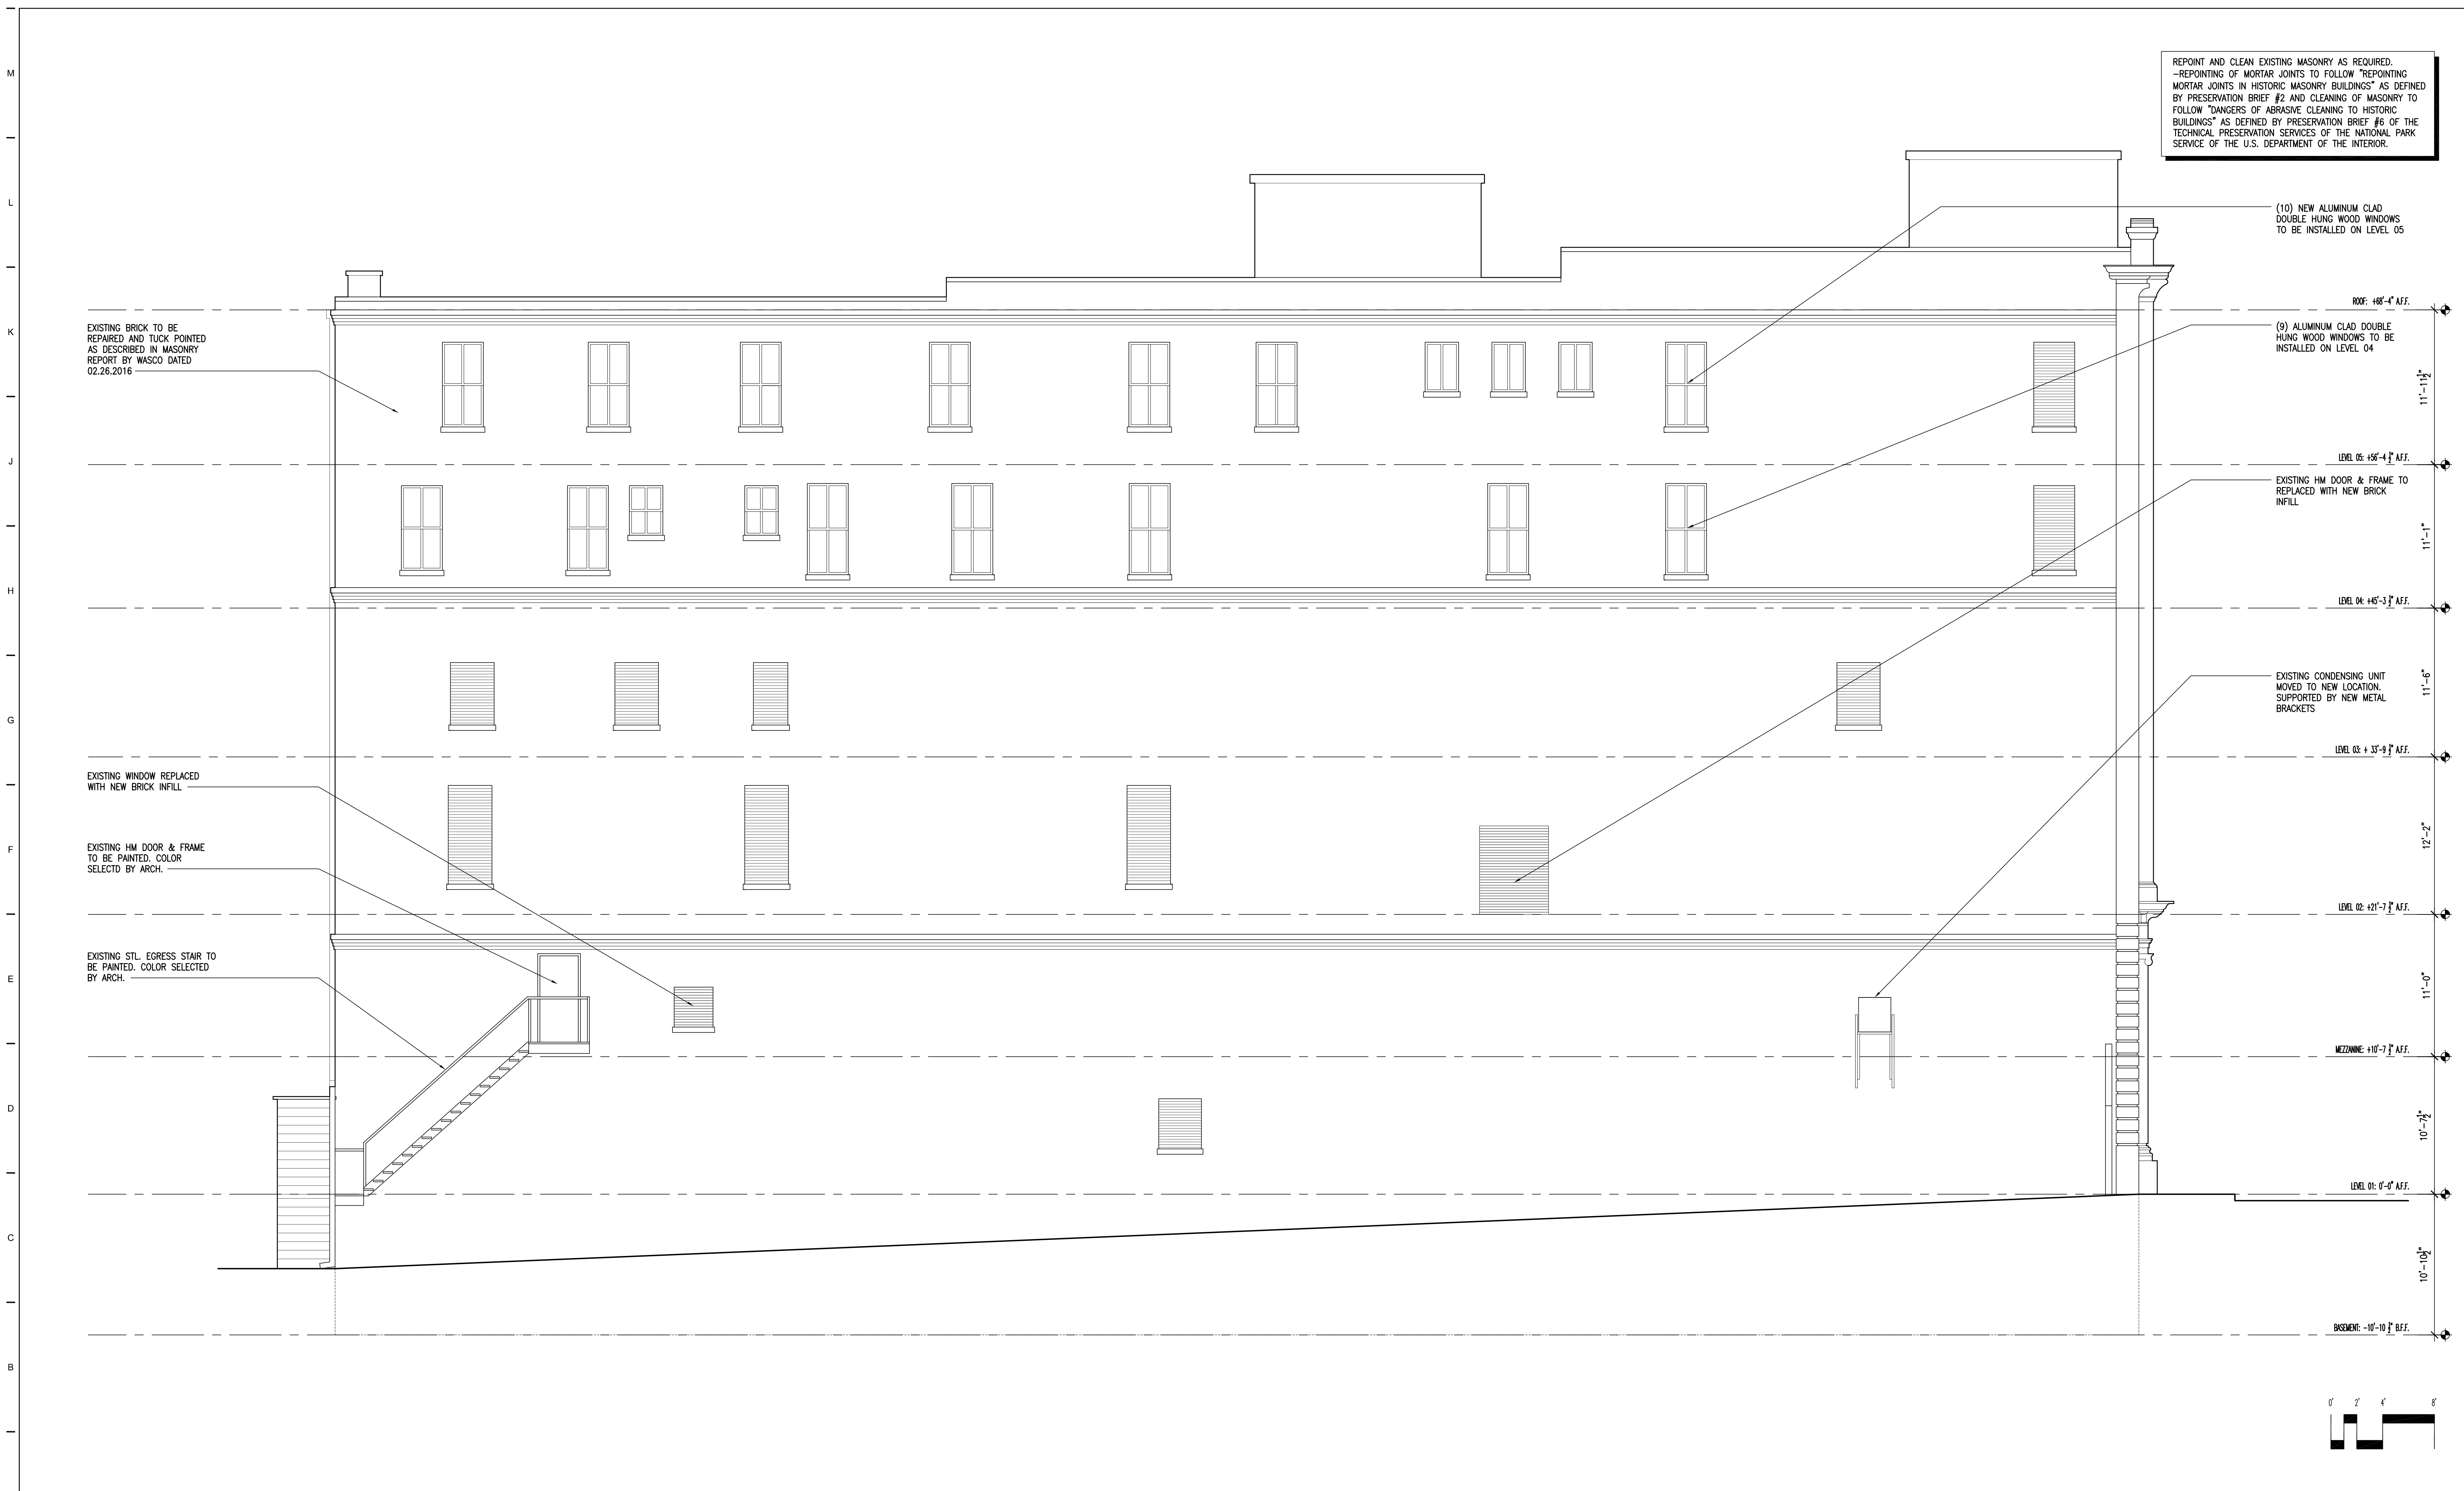 M
L
K
J
H
G
F
E
D
C
B
REPOINT AND CLEAN EXISTING MASONRY AS REQUIRED.
-REPOINTING OF MORTAR JOINTS TO FOLLOW "REPOINTING
MORTAR JOINTS IN HISTORIC MASONRY BUILDINGS" AS DEFINED
BY PRESERVATION BRIEF #2 AND CLEANING OF MASONRY TO
FOLLOW "DANGERS OF ABRASIVE CLEANING TO HISTORIC
BUILDINGS" AS DEFINED BY PRESERVATION BRIEF #6 OF THE
TECHNICAL PRESERVATION SERVICES OF THE NATIONAL PARK
SERVICE OF THE U.S. DEPARTMENT OF THE INTERIOR.
EXISTING BRICK TO BE
REPAIRED AND TUCK POINTED
AS DESCRIBED IN MASONRY
REPORT BY WASCO DATED
02.26.2016
EXISTING WINDOW REPLACED
WITH NEW BRICK INFILL
EXISTING HM DOOR & FRAME
TO BE PAINTED. COLOR
SELECTD BY ARCH.
EXISTING STL. EGRESS STAIR TO
BE PAINTED. COLOR SELECTED
BY ARCH.
(10) NEW ALUMINUM CLAD
DOUBLE HUNG WOOD WINDOWS
TO BE INSTALLED ON LEVEL 05
ROOF: +68'-4" A.F.F.
(9) ALUMINUM CLAD DOUBLE
HUNG WOOD WINDOWS TO BE
INSTALLED ON LEVEL 04
11'-11½"
LEVEL 05: +56'-4 ½" A.F.F.
EXISTING HM DOOR & FRAME TO
REPLACED WITH NEW BRICK
INFILL
11'-1"
LEVEL 04: +45'-3 ½" A.F.F.
EXISTING CONDENSING UNIT
MOVED TO NEW LOCATION.
SUPPORTED BY NEW METAL
BRACKETS
11'-6"
LEVEL 03: + 33'-9 ½" A.F.F.
12'-2"
LEVEL 02: +21'-7 ½" A.F.F.
11'-0"
MEZZANINE: +10'-7 ½" A.F.F.
10'-7½"
LEVEL 01: 0'-0" A.F.F.
10'-10½"
BASEMENT: -10'-10 ½" B.F.F.
0' 2' 4' 8'